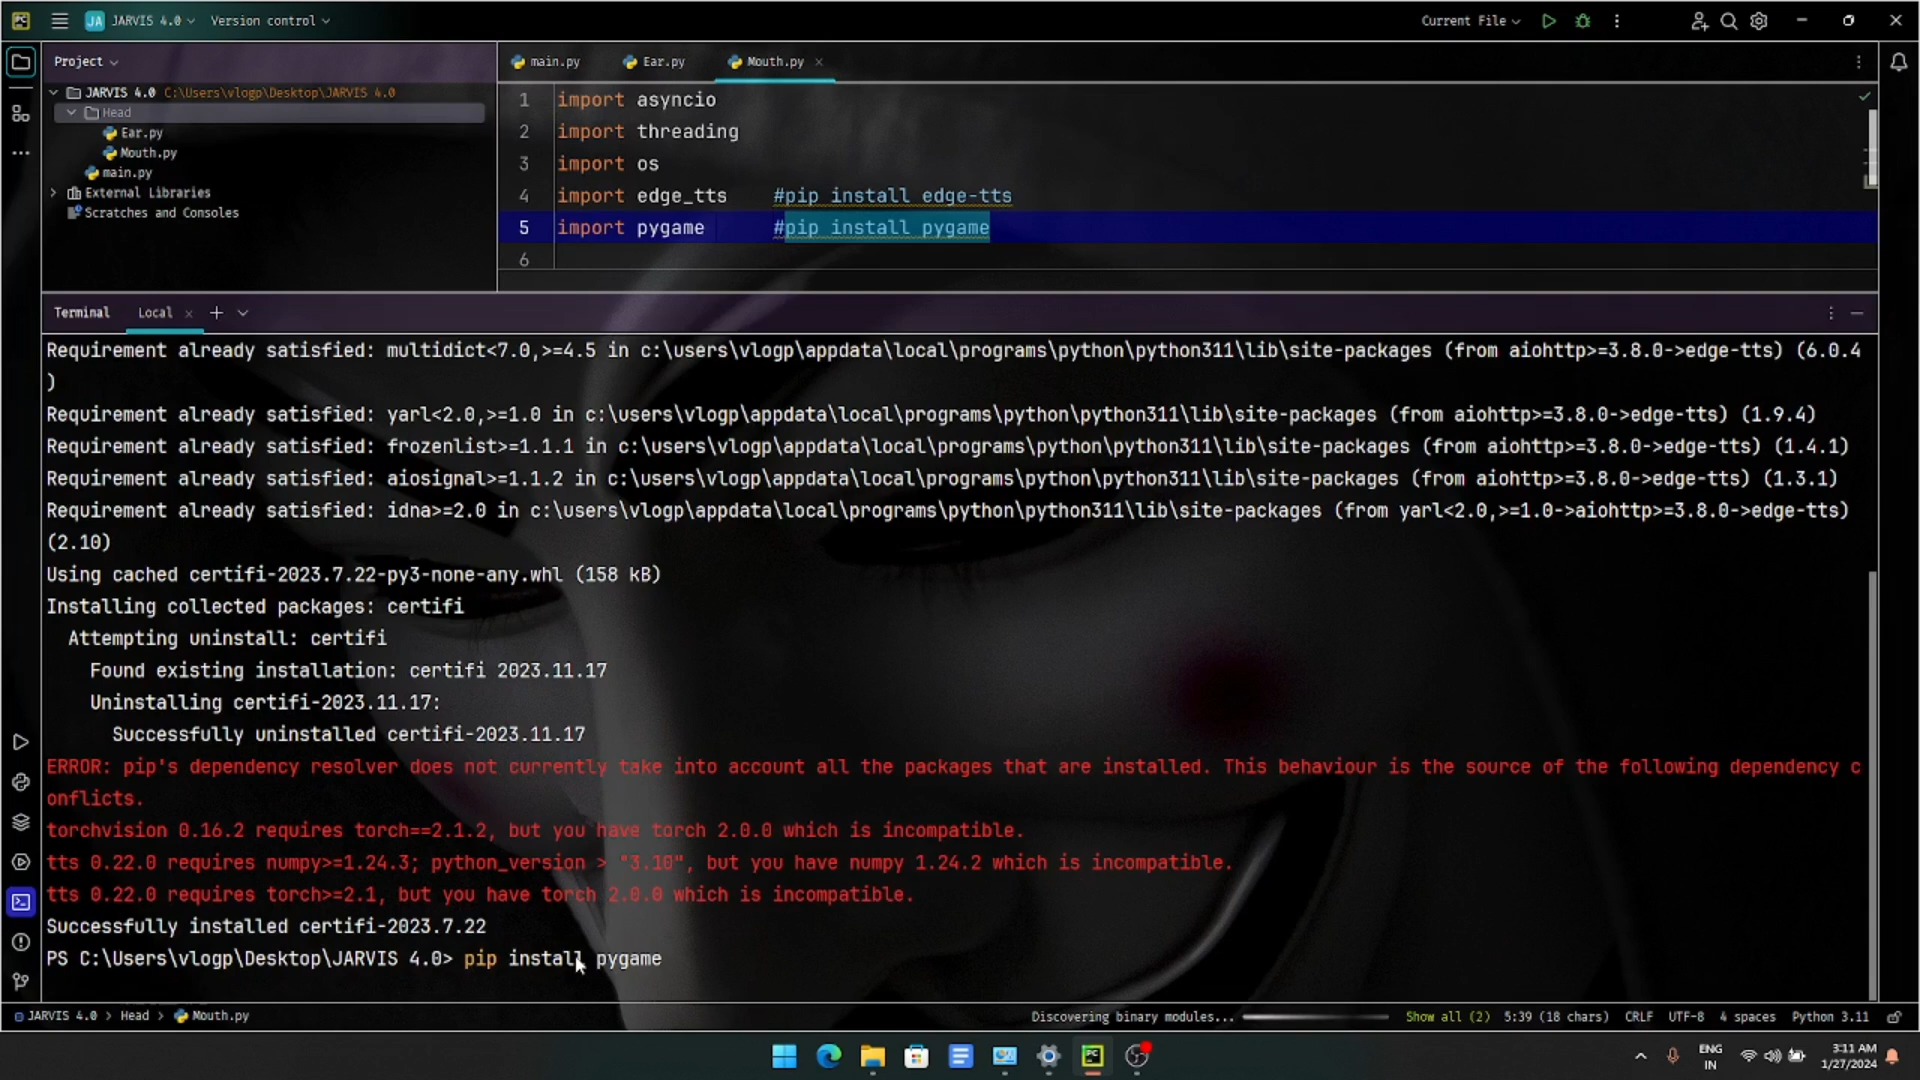 PC JA JARVIS 4.0 Version control Current File
Project
main.py Ear.py Mouth.py
JARVIS 4.0 C:\Users\vlogp\Desktop\JARVIS 4.0
Head
Ear.py
Mouth.py
main.py
External Libraries
Scratches and Consoles
1 import asyncio
2 import threading
3 import os
4 import edge_tts #pip install edge-tts
5 import pygame #pip install pygame
6
Terminal Local
Requirement already satisfied: multidict<7.0,>=4.5 in c:\users\vlogp\appdata\local\programs\python\python311\lib\site-packages (from aiohttp>=3.8.0->edge-tts) (6.0.4
)
Requirement already satisfied: yarl<2.0,>=1.0 in c:\users\vlogp\appdata\local\programs\python\python311\lib\site-packages (from aiohttp>=3.8.0->edge-tts) (1.9.4)
Requirement already satisfied: frozenlist>=1.1.1 in c:\users\vlogp\appdata\local\programs\python\python311\lib\site-packages (from aiohttp>=3.8.0->edge-tts) (1.4.1)
Requirement already satisfied: aiosignal>=1.1.2 in c:\users\vlogp\appdata\local\programs\python\python311\lib\site-packages (from aiohttp>=3.8.0->edge-tts) (1.3.1)
Requirement already satisfied: idna>=2.0 in c:\users\vlogp\appdata\local\programs\python\python311\lib\site-packages (from yarl<2.0,>=1.0->aiohttp>=3.8.0->edge-tts)
(2.10)
Using cached certifi-2023.7.22-py3-none-any.whl (158 kB)
Installing collected packages: certifi
Attempting uninstall: certifi
Found existing installation: certifi 2023.11.17
Uninstalling certifi-2023.11.17:
Successfully uninstalled certifi-2023.11.17
ERROR: pip's dependency resolver does not currently take into account all the packages that are installed. This behaviour is the source of the following dependency c
onflicts.
torchvision 0.16.2 requires torch==2.1.2, but you have torch 2.0.0 which is incompatible.
tts 0.22.0 requires numpy>=1.24.3; python_version > "3.10", but you have numpy 1.24.2 which is incompatible.
tts 0.22.0 requires torch>=2.1, but you have torch 2.0.0 which is incompatible.
Successfully installed certifi-2023.7.22
PS C:\Users\vlogp\Desktop\JARVIS 4.0> pip install pygame
JARVIS 4.0 > Head > Mouth.py Discovering binary modules... Show all (2) 5:39 (18 chars) CRLF UTF-8 4 spaces Python 3.11
ENG
IN
3:11 AM
1/27/2024